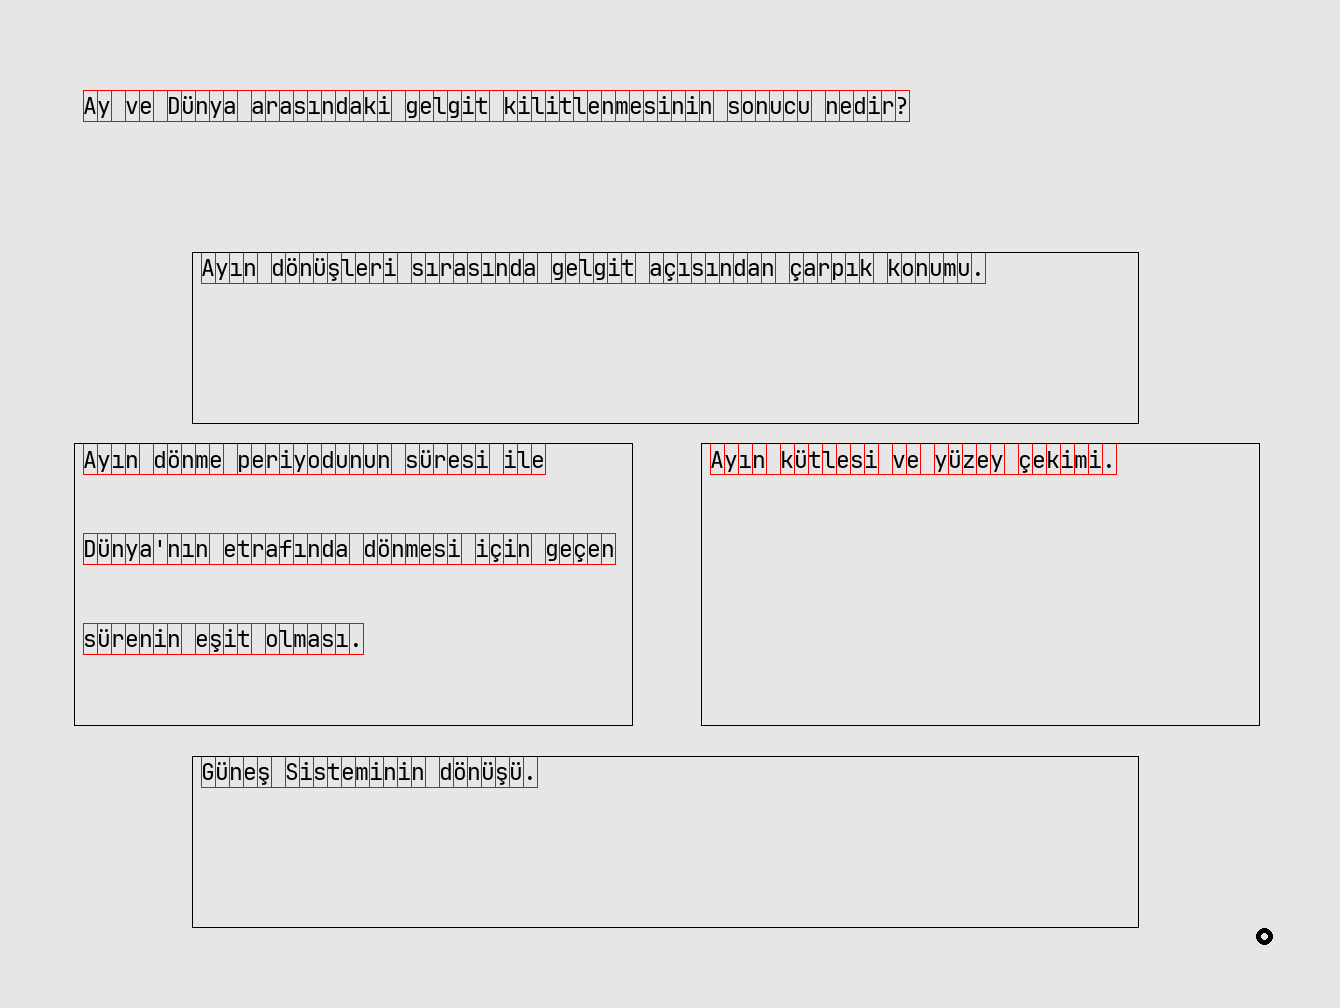 Ay ve Dünya arasındaki gelgit kilitlenmesinin sonucu nedir?
Ayın dönüşleri sırasında gelgit açısından çarpık konumu.
Ayın dönme periyodunun süresi ile
Dünya'nın etrafında dönmesi için geçen
sürenin eşit olması.
Ayın kütlesi ve yüzey çekimi.
Güneş Sisteminin dönüşü.